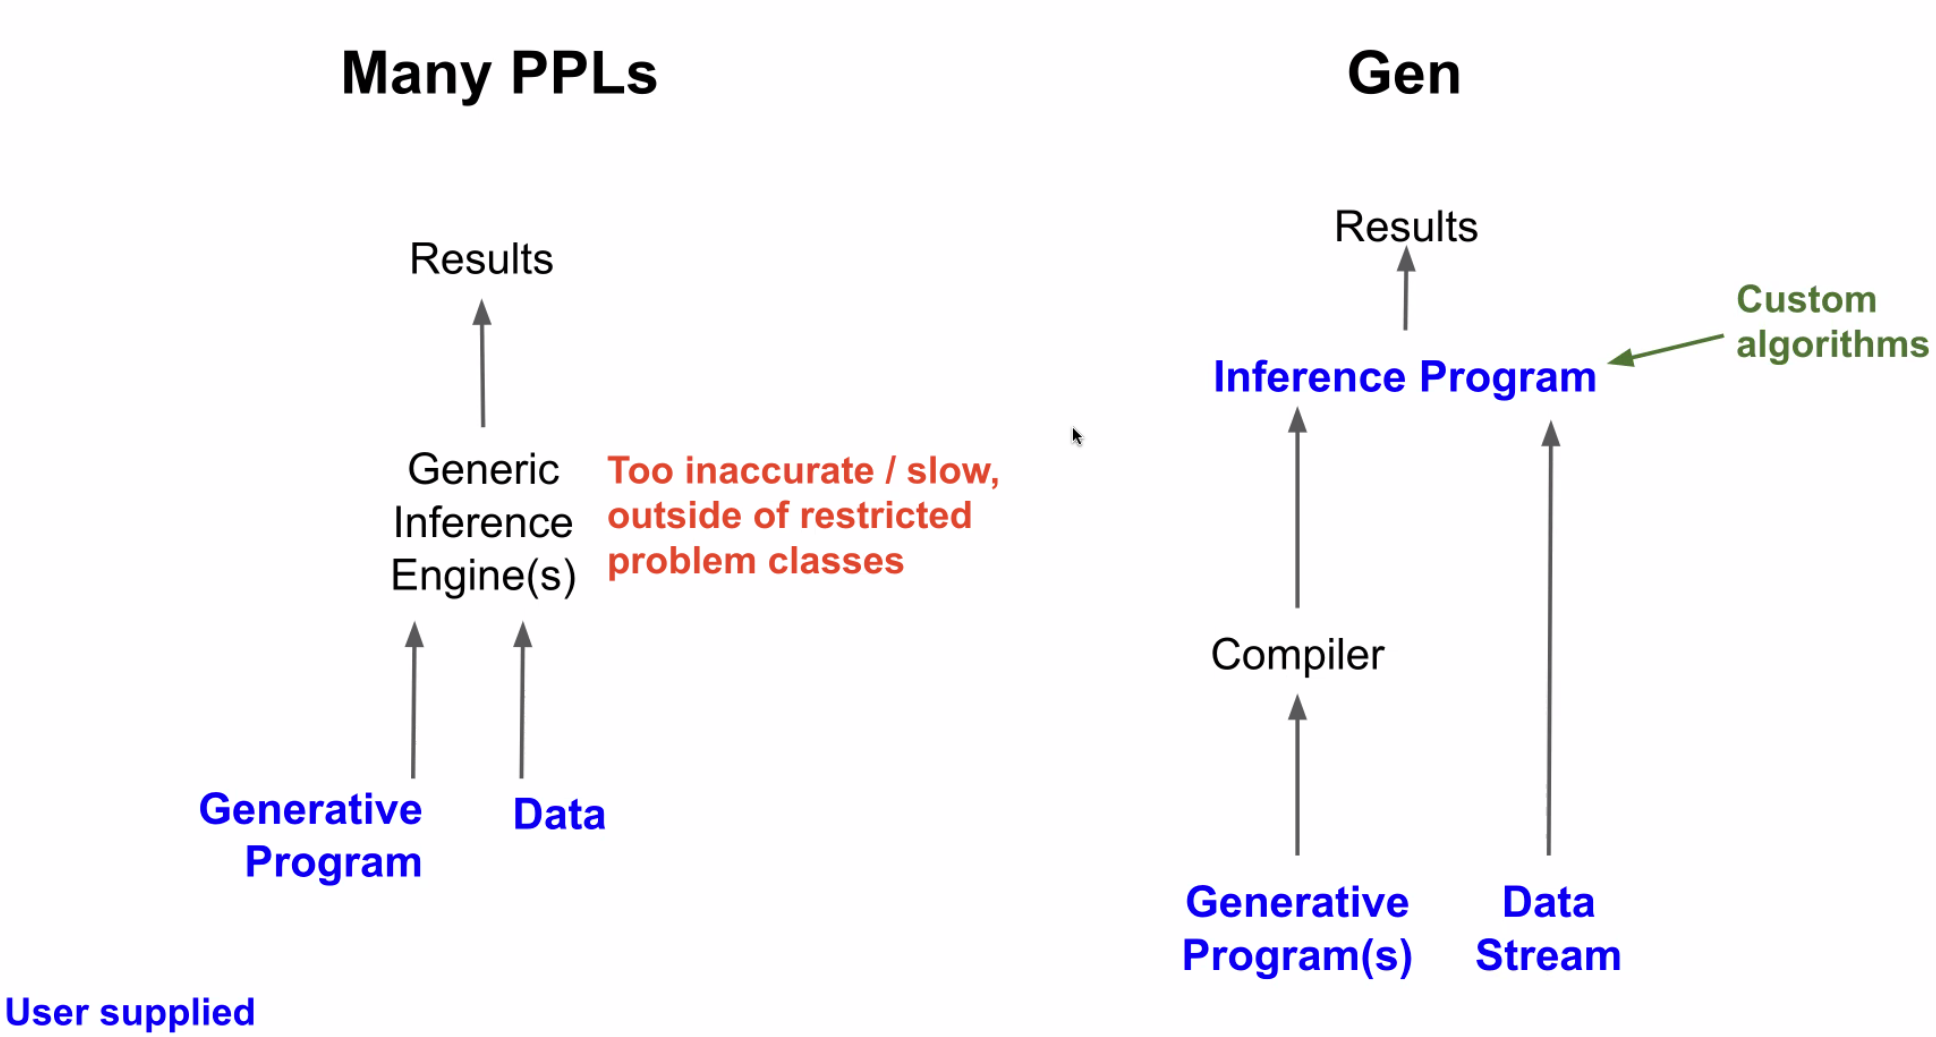 Many PPLs
Results
Generic
Inference
Engine(s)
Too inaccurate / slow,
outside of restricted
problem classes
Generative
Program
Data
User supplied
Gen
Results
Custom
algorithms
Inference Program
Compiler
Generative
Program(s)
Data
Stream